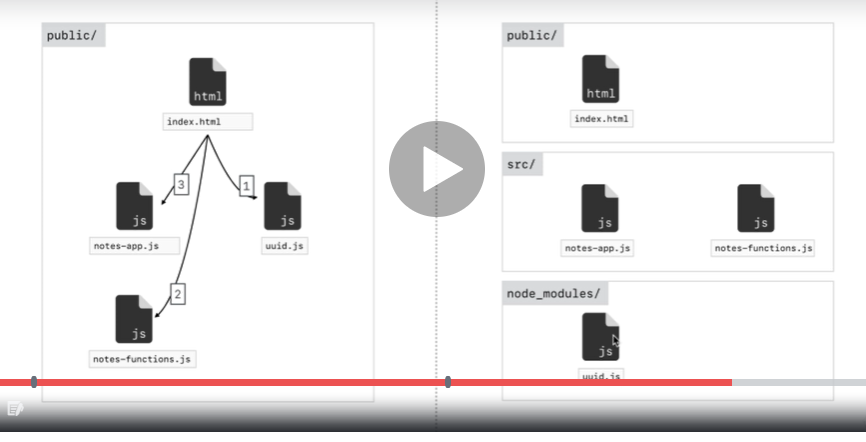 public/
html
index.html
3
1
js
notes-app.js
js
uuid.js
2
js
notes-functions.js
public/
html
index.html
src/
js
notes-app.js
js
notes-functions.js
node_modules/
js
uuid.js